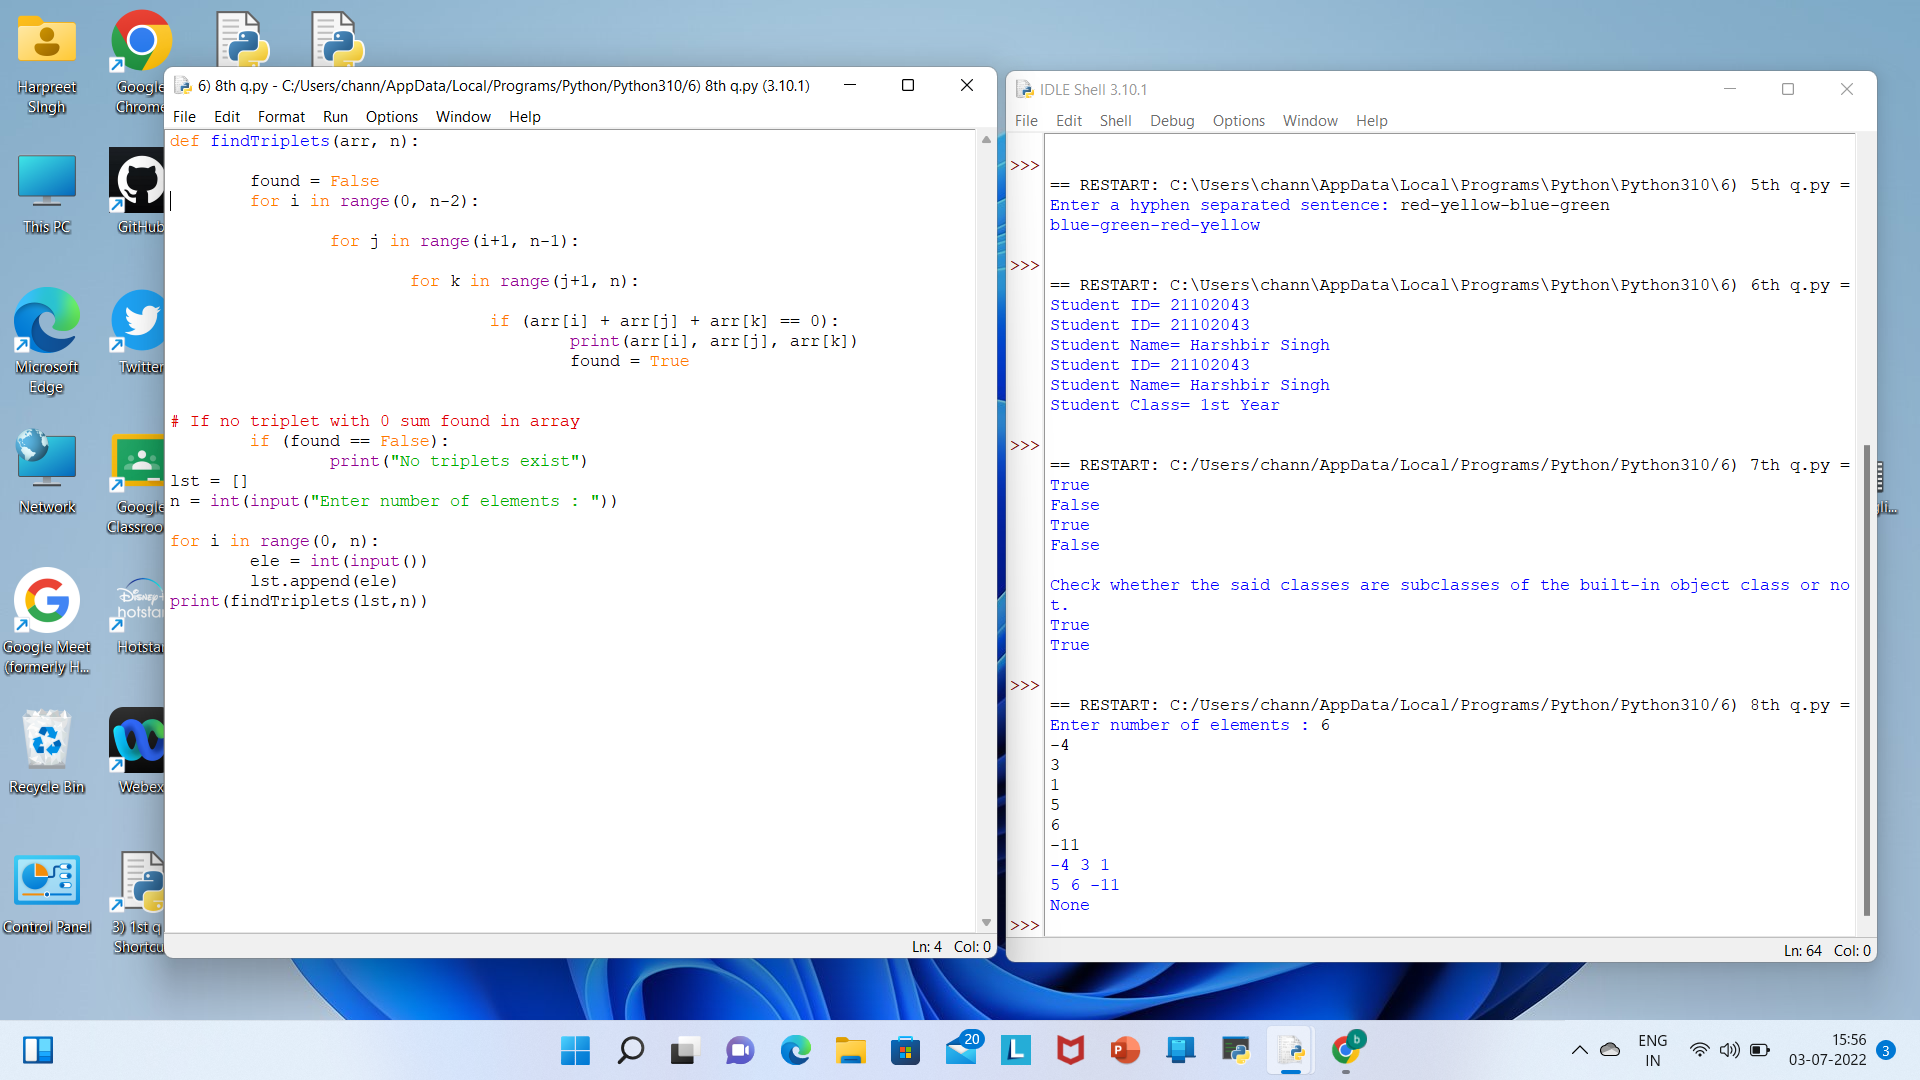 Harpreet
SIngh
Google
Chrome
This PC
GitHub
Microsoft
Edge
Twitter
Network
Google
Classroo
Google Meet
(formerly H...
DISNEP+
hotstar
Hotstar
Recycle Bin
Webex
Control Panel
3) 1st q
Shortcu
6) 8th q.py - C:/Users/chann/AppData/Local/Programs/Python/Python310/6) 8th q.py (3.10.1)
File Edit Format Run Options Window Help
def findTriplets(arr, n):
found = False
for i in range(0, n-2):
for j in range(i+1, n-1):
for k in range(j+1, n):
if (arr[i] + arr[j] + arr[k] == 0):
print(arr[i], arr[j], arr[k])
found = True
# If no triplet with 0 sum found in array
if (found == False):
print("No triplets exist")
lst = []
n = int(input("Enter number of elements : "))
for i in range(0, n):
ele = int(input())
lst.append(ele)
print(findTriplets(lst,n))
Ln: 4 Col: 0
IDLE Shell 3.10.1
File Edit Shell Debug Options Window Help
>>>
== RESTART: C:\Users\chann\AppData\Local\Programs\Python\Python310\6) 5th q.py =
Enter a hyphen separated sentence: red-yellow-blue-green
blue-green-red-yellow
>>>
== RESTART: C:\Users\chann\AppData\Local\Programs\Python\Python310\6) 6th q.py =
Student ID= 21102043
Student ID= 21102043
Student Name= Harshbir Singh
Student ID= 21102043
Student Name= Harshbir Singh
Student Class= 1st Year
>>>
== RESTART: C:/Users/chann/AppData/Local/Programs/Python/Python310/6) 7th q.py =
True
False
True
False
Check whether the said classes are subclasses of the built-in object class or no
t.
True
True
>>>
== RESTART: C:/Users/chann/AppData/Local/Programs/Python/Python310/6) 8th q.py =
Enter number of elements : 6
-4
3
1
5
6
-11
-4 3 1
5 6 -11
None
>>>
Ln: 64 Col: 0
20
L
P
b
ENG
IN
15:56
03-07-2022
3